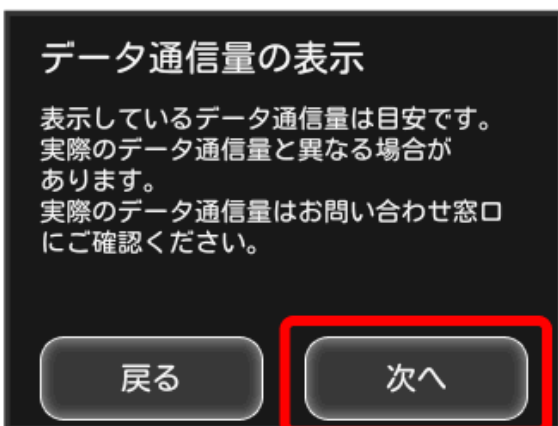 データ通信量の表示
表示しているデータ通信量は目安です。
実際のデータ通信量と異なる場合が
あります。
実際のデータ通信量はお問い合わせ窓口
にご確認ください。
戻る
次へ